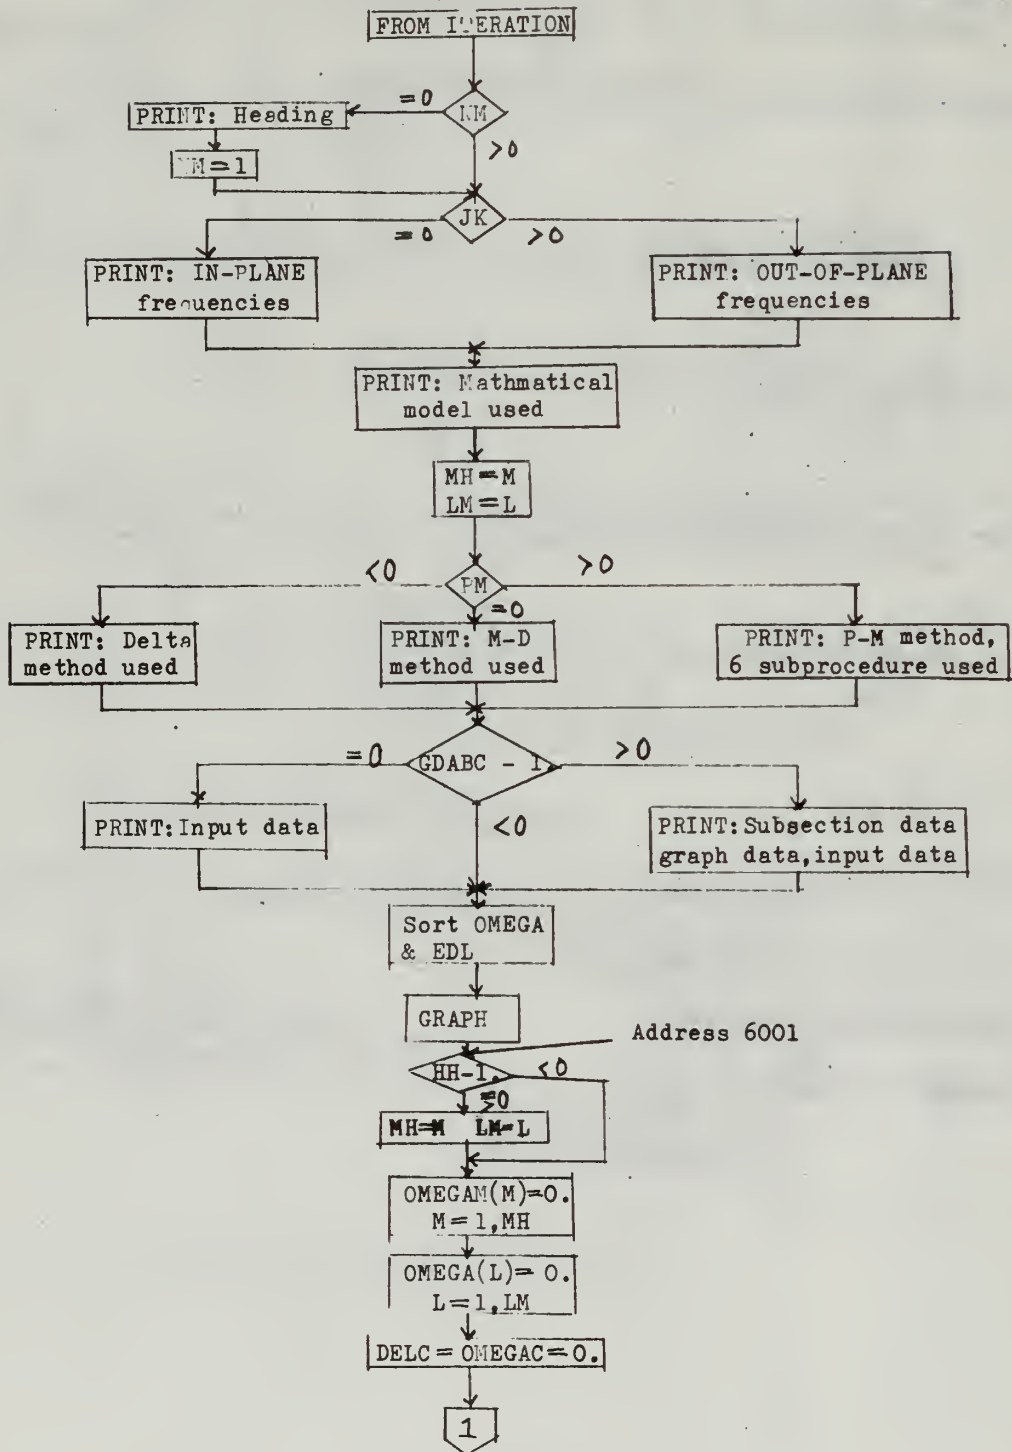 FROM ITERATION
=0
NM
PRINT: Heading
>0
NM=1
JK
=0
>0
PRINT: IN-PLANE
frequencies
PRINT: OUT-OF-PLANE
frequencies
PRINT: Mathmatical
model used
MH=M
LM=L
<0
PM
>0
=0
PRINT: Delta
method used
PRINT: M-D
method used
PRINT: P-M method,
6 subprocedure used
=0
GDABC - 1.
>0
<0
PRINT:Input data
PRINT:Subsection data
graph data,input data
Sort OMEGA
& EDL
GRAPH
Address 6001
HH-1.
<0
≥0
MH=M LM=L
OMEGAM(M)=0.
M=1,MH
OMEGA(L)=0.
L=1,LM
DELC=OMEGAC=0.
1